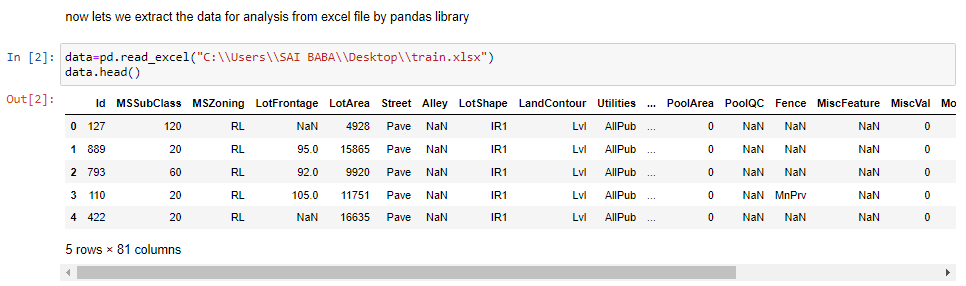 now lets we extract the data for analysis from excel file by pandas library
In [2]: data=pd.read_excel("C:\\Users\\SAI BABA\\Desktop\\train.xlsx")
data.head()
Out[2]:
Id MSSubClass MSZoning LotFrontage LotArea Street Alley LotShape LandContour Utilities ... PoolArea PoolQC Fence MiscFeature MiscVal Mo
0 127 120 RL NaN 4928 Pave NaN IR1 Lvl AllPub ... 0 NaN NaN NaN 0
1 889 20 RL 95.0 15865 Pave NaN IR1 Lvl AllPub ... 0 NaN NaN NaN 0
2 793 60 RL 92.0 9920 Pave NaN IR1 Lvl AllPub ... 0 NaN NaN NaN 0
3 110 20 RL 105.0 11751 Pave NaN IR1 Lvl AllPub ... 0 NaN MnPrv NaN 0
4 422 20 RL NaN 16635 Pave NaN IR1 Lvl AllPub ... 0 NaN NaN NaN 0
5 rows × 81 columns